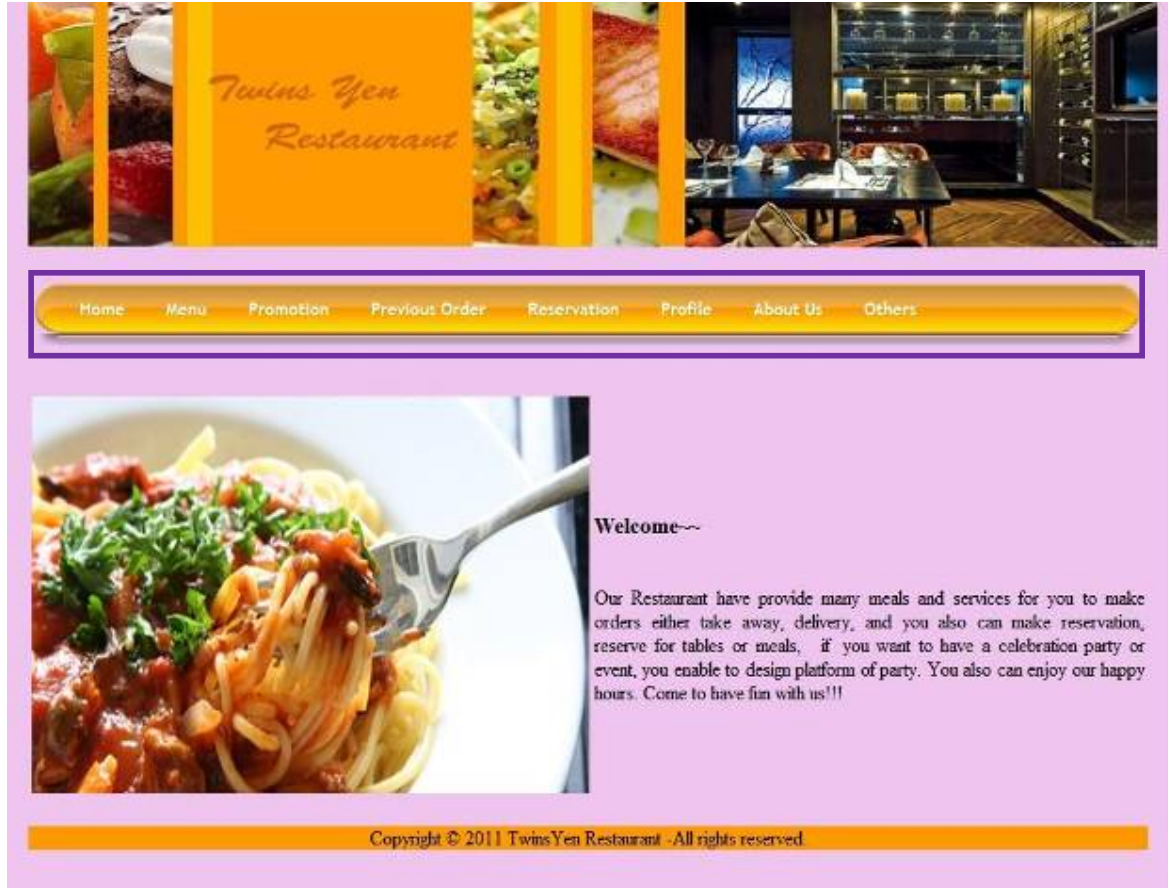 Twins Yen
Restaurant
Home Menu Promotion Previous Order Reservation Profile About Us Others
Welcome~~
Our Restaurant have provide many meals and services for you to make
orders either take away, delivery, and you also can make reservation,
reserve for tables or meals, if you want to have a celebration party or
event, you enable to design platform of party. You also can enjoy our happy
hours. Come to have fun with us!!!
Copyright © 2011 TwinsYen Restaurant -All rights reserved.